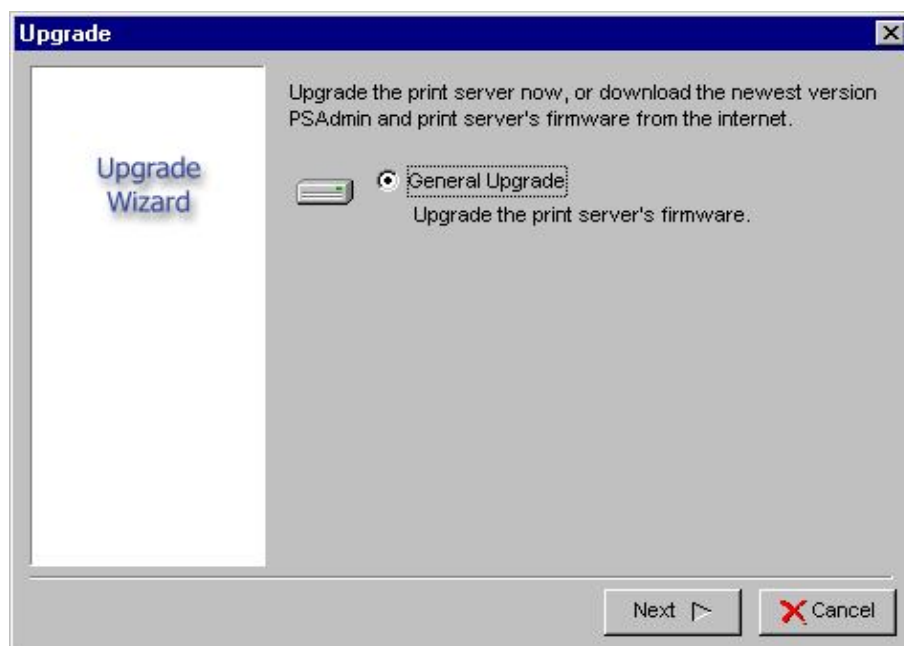 Upgrade
Upgrade
Wizard
Upgrade the print server now, or download the newest version
PSAdmin and print server's firmware from the internet.
General Upgrade
Upgrade the print server's firmware.
Next
Cancel